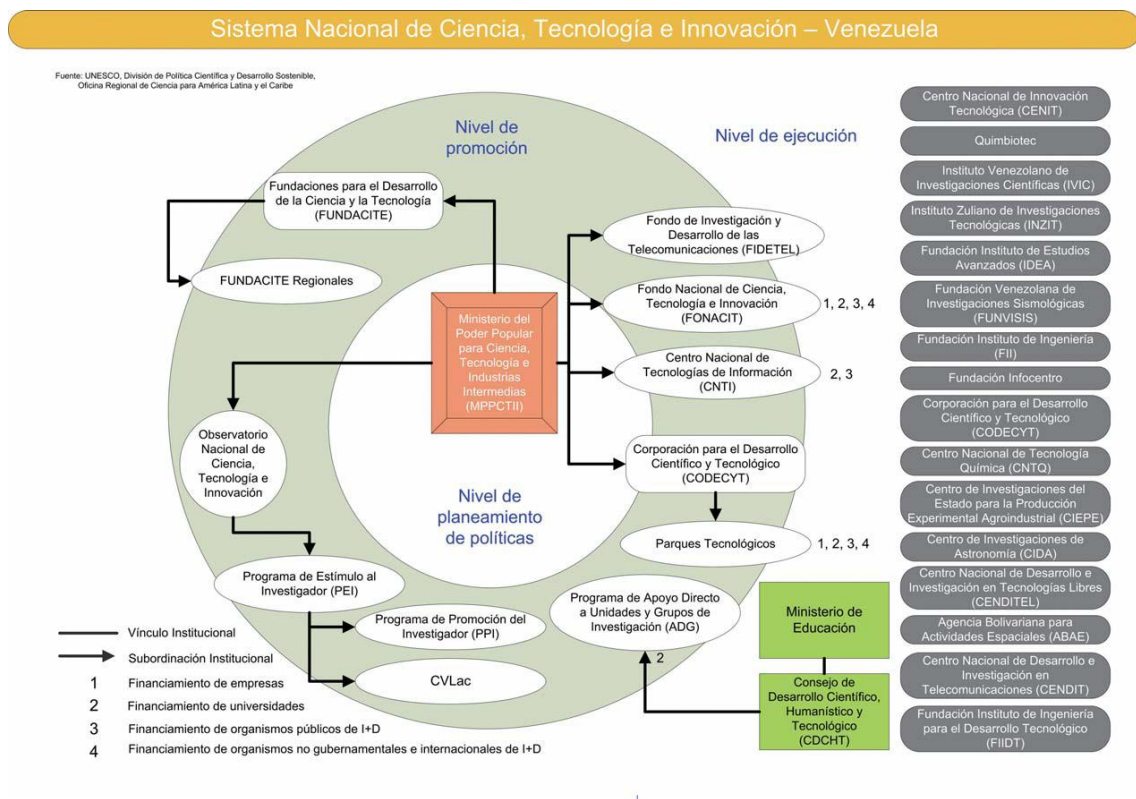 Sistema Nacional de Ciencia, Tecnología e Innovación – Venezuela
Fuente: UNESCO, División de Política Científica y Desarrollo Sostenible,
Oficina Regional de Ciencia para América Latina y el Caribe
Nivel de
promoción
Nivel de ejecución
Fundaciones para el Desarrollo
de la Ciencia y la Tecnología
(FUNDACITE)
FUNDACITE Regionales
Fondo de Investigación y
Desarrollo de las
Telecomunicaciones (FIDETEL)
Fondo Nacional de Ciencia,
Tecnología e Innovación
(FONACIT)
1, 2, 3, 4
Ministerio del
Poder Popular
para Ciencia,
Tecnología e
Industrias
Intermedias
(MPPCTII)
Centro Nacional de
Tecnologías de Información
(CNTI)
2, 3
Observatorio
Nacional de
Ciencia,
Tecnología e
Innovación
Corporación para el Desarrollo
Científico y Tecnológico
(CODECYT)
Nivel de
planeamiento
de políticas
Parques Tecnológicos
1, 2, 3, 4
Programa de Estímulo al
Investigador (PEI)
Programa de Promoción del
Investigador (PPI)
CVLac
Programa de Apoyo Directo
a Unidades y Grupos de
Investigación (ADG)
2
Ministerio de
Educación
Consejo de
Desarrollo Científico,
Humanístico y
Tecnológico
(CDCHT)
Vínculo Institucional
Subordinación Institucional
1 Financiamiento de empresas
2 Financiamiento de universidades
3 Financiamiento de organismos públicos de I+D
4 Financiamiento de organismos no gubernamentales e internacionales de I+D
Centro Nacional de Innovación
Tecnológica (CENIT)
Quimbiotec
Instituto Venezolano de
Investigaciones Científicas (IVIC)
Instituto Zuliano de Investigaciones
Tecnológicas (INZIT)
Fundación Instituto de Estudios
Avanzados (IDEA)
Fundación Venezolana de
Investigaciones Sismológicas
(FUNVISIS)
Fundación Instituto de Ingeniería
(FII)
Fundación Infocentro
Corporación para el Desarrollo
Científico y Tecnológico
(CODECYT)
Centro Nacional de Tecnología
Química (CNTQ)
Centro de Investigaciones del
Estado para la Producción
Experimental Agroindustrial (CIEPE)
Centro de Investigaciones de
Astronomía (CIDA)
Centro Nacional de Desarrollo e
Investigación en Tecnologías Libres
(CENDITEL)
Agencia Bolivariana para
Actividades Espaciales (ABAE)
Centro Nacional de Desarrollo e
Investigación en
Telecomunicaciones (CENDIT)
Fundación Instituto de Ingeniería
para el Desarrollo Tecnológico
(FIIDT)